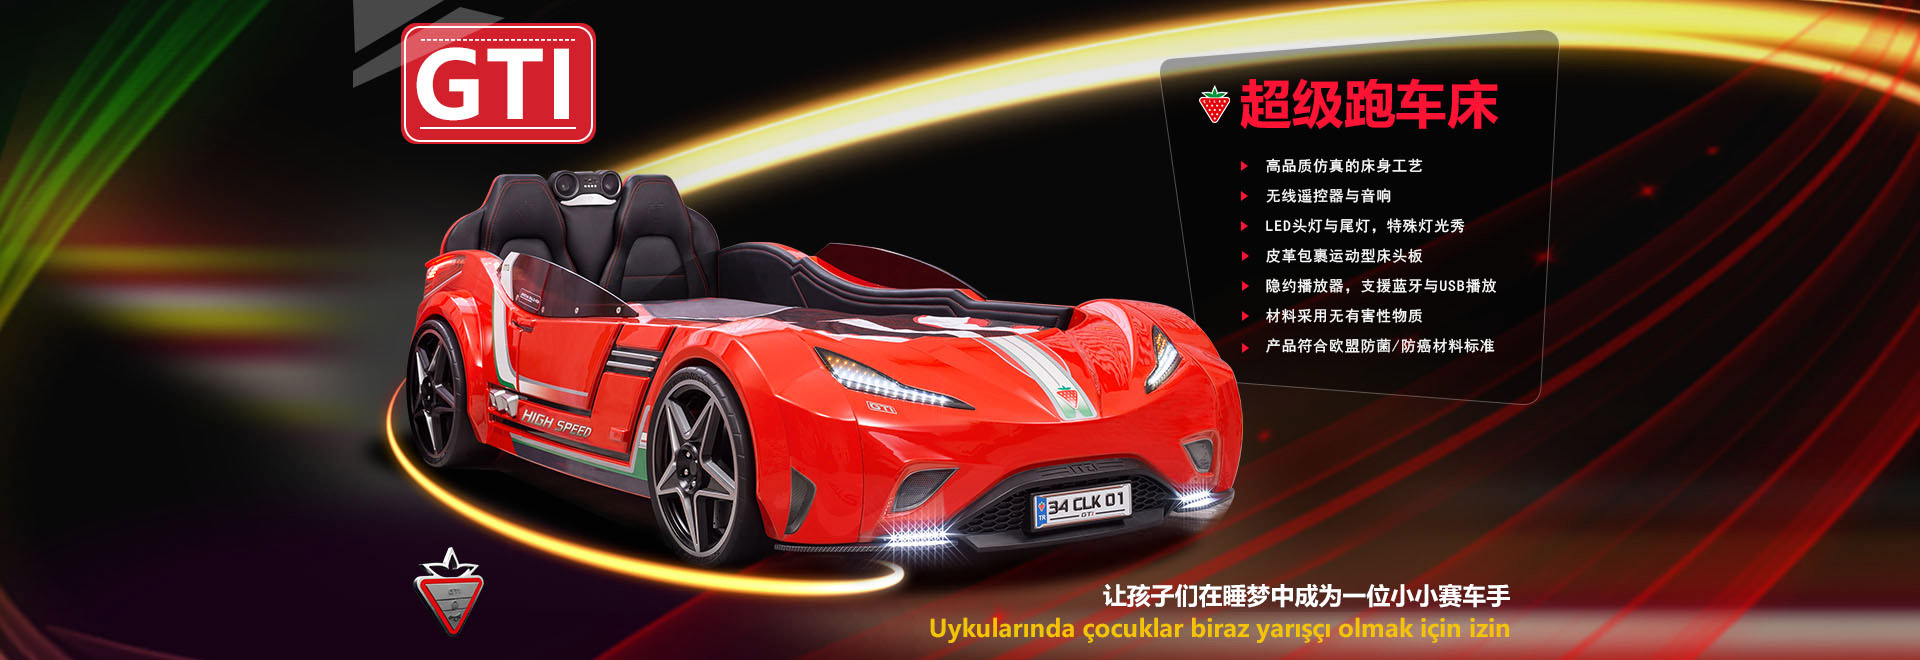 GTI
超级跑车床
高品质仿真的床身工艺
无线遥控器与音响
LED头灯与尾灯，特殊灯光秀
皮革包裹运动型床头板
隐约播放器，支援蓝牙与USB播放
材料采用无有害性物质
产品符合欧盟防菌/防癌材料标准
HIGH SPEED
GTI
TR 34 CLK 01
GTI
让孩子们在睡梦中成为一位小小赛车手
Uykularında çocuklar biraz yarışçı olmak için izin